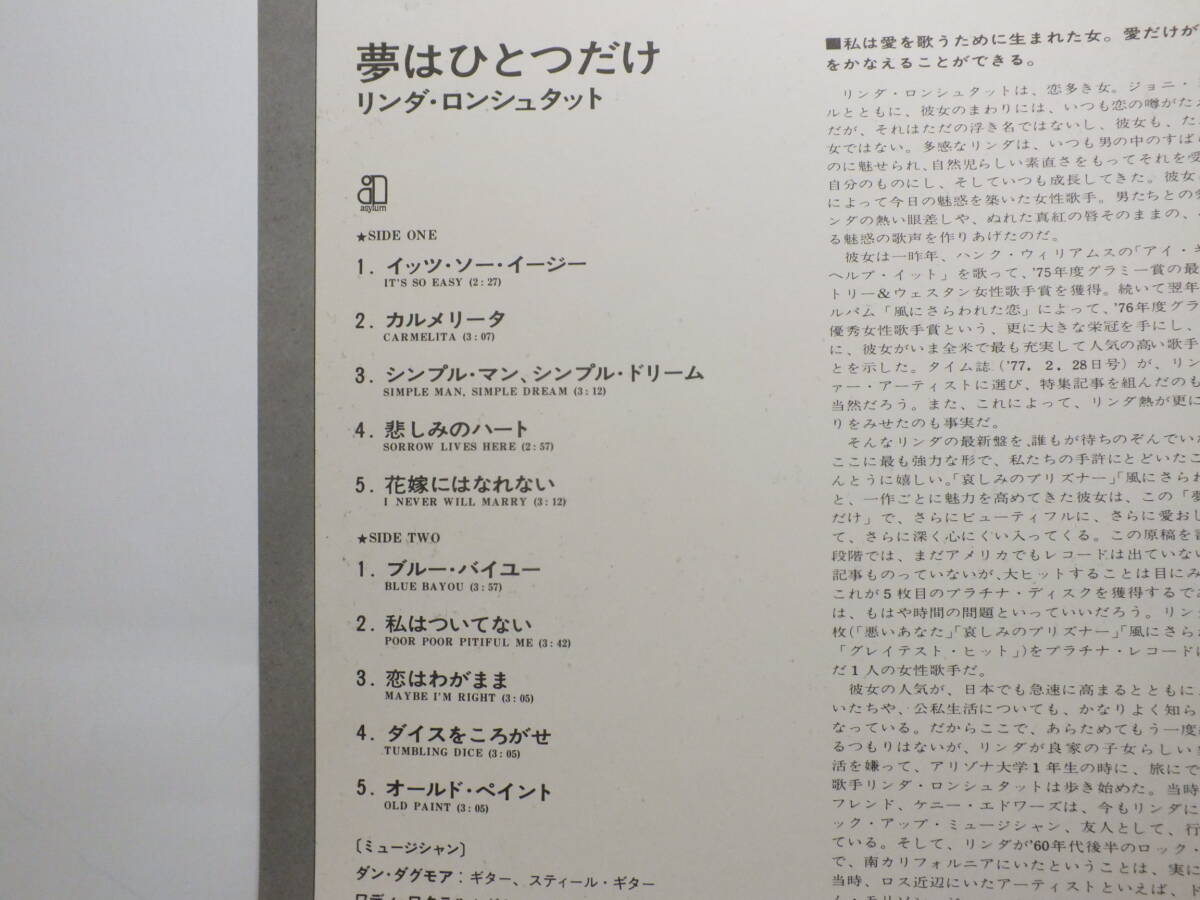 夢はひとつだけ
リンダ・ロンシュタット
asylum
★SIDE ONE
1. イッツ・ソー・イージー
IT'S SO EASY (2:27)
2. カルメリータ
CARMELITA (3:07)
3. シンプル・マン、シンプル・ドリーム
SIMPLE MAN, SIMPLE DREAM (3:12)
4. 悲しみのハート
SORROW LIVES HERE (2:57)
5. 花嫁にはなれない
I NEVER WILL MARRY (3:12)
★SIDE TWO
1. ブルー・バイユー
BLUE BAYOU (3:57)
2. 私はついてない
POOR POOR PITIFUL ME (3:42)
3. 恋はわがまま
MAYBE I'M RIGHT (3:05)
4. ダイスをころがせ
TUMBLING DICE (3:05)
5. オールド・ペイント
OLD PAINT (3:05)
〔ミュージシャン〕
ダン・ダグモア：ギター、スティール・ギター
■私は愛を歌うために生まれた女。愛だけが
をかなえることができる。
リンダ・ロンシュタットは、恋多き女。ジョニ・
ルとともに、彼女のまわりには、いつも恋の噂がた
だが、それはただの浮き名ではないし、彼女も、た
女ではない。多感なリンダは、いつも男の中のすば
のに魅せられ、自然児らしい素直さをもってそれを受
自分のものにし、そしていつも成長してきた。彼女
によって今日の魅惑を築いた女性歌手。男たちとの
ンダの熱い眼差しや、ぬれた真紅の唇そのままの、
る魅惑の歌声を作りあげたのだ。
彼女は一昨年、ハンク・ウィリアムスの「アイ・
ヘルプ・イット」を歌って、'75年度グラミー賞の最
トリー&ウェスタン女性歌手賞を獲得。続いて翌年
ルバム「風にさらわれた恋」によって、'76年度グラ
優秀女性歌手賞という、更に大きな栄冠を手にし、
に、彼女がいま全米で最も充実して人気の高い歌手
とを示した。タイム誌('77. 2. 28日号)が、リン
ァー・アーティストに選び、特集記事を組んだのも
当然だろう。また、これによって、リンダ熱が更に
りをみせたのも事実だ。
そんなリンダの最新盤を、誰もが待ちのぞんでいた
ここに最も強力な形で、私たちの手許にとどいたこ
んとうに嬉しい。「哀しみのプリズナー」「風にさられ
と、一作ごとに魅力を高めてきた彼女は、この「夢
だけ」で、さらにビューティフルに、さらに愛おし
て、さらに深く心にくい入ってくる。この原稿を書
段階では、まだアメリカでもレコードは出ていない
記事ものっていないが、大ヒットすることは目にみ
これが5枚目のプラチナ・ディスクを獲得するであ
は、もはや時間の問題といっていいだろう。リン
枚(「悪いあなた」「哀しみのプリズナー」「風にさら
「グレイテスト・ヒット」)をプラチナ・レコードに
だ1人の女性歌手だ。
彼女の人気が、日本でも急速に高まるとともに、
いたちや、公私生活についても、かなりよく知ら
なっている。だからここで、あらためてもう一度
るつもりはないが、リンダが良家の子女らしい
活を嫌って、アリゾナ大学1年生の時に、旅にで
歌手リンダ・ロンシュタットは歩き始めた。当時
フレンド、ケニー・エドワーズは、今もリンダに
ック・アップ・ミュージシャン、友人として、行
ている。そして、リンダが'60年代後半のロック・
で、南カリフォルニアにいたということは、実に
当時、ロス近辺にいたアーティストといえば、ド